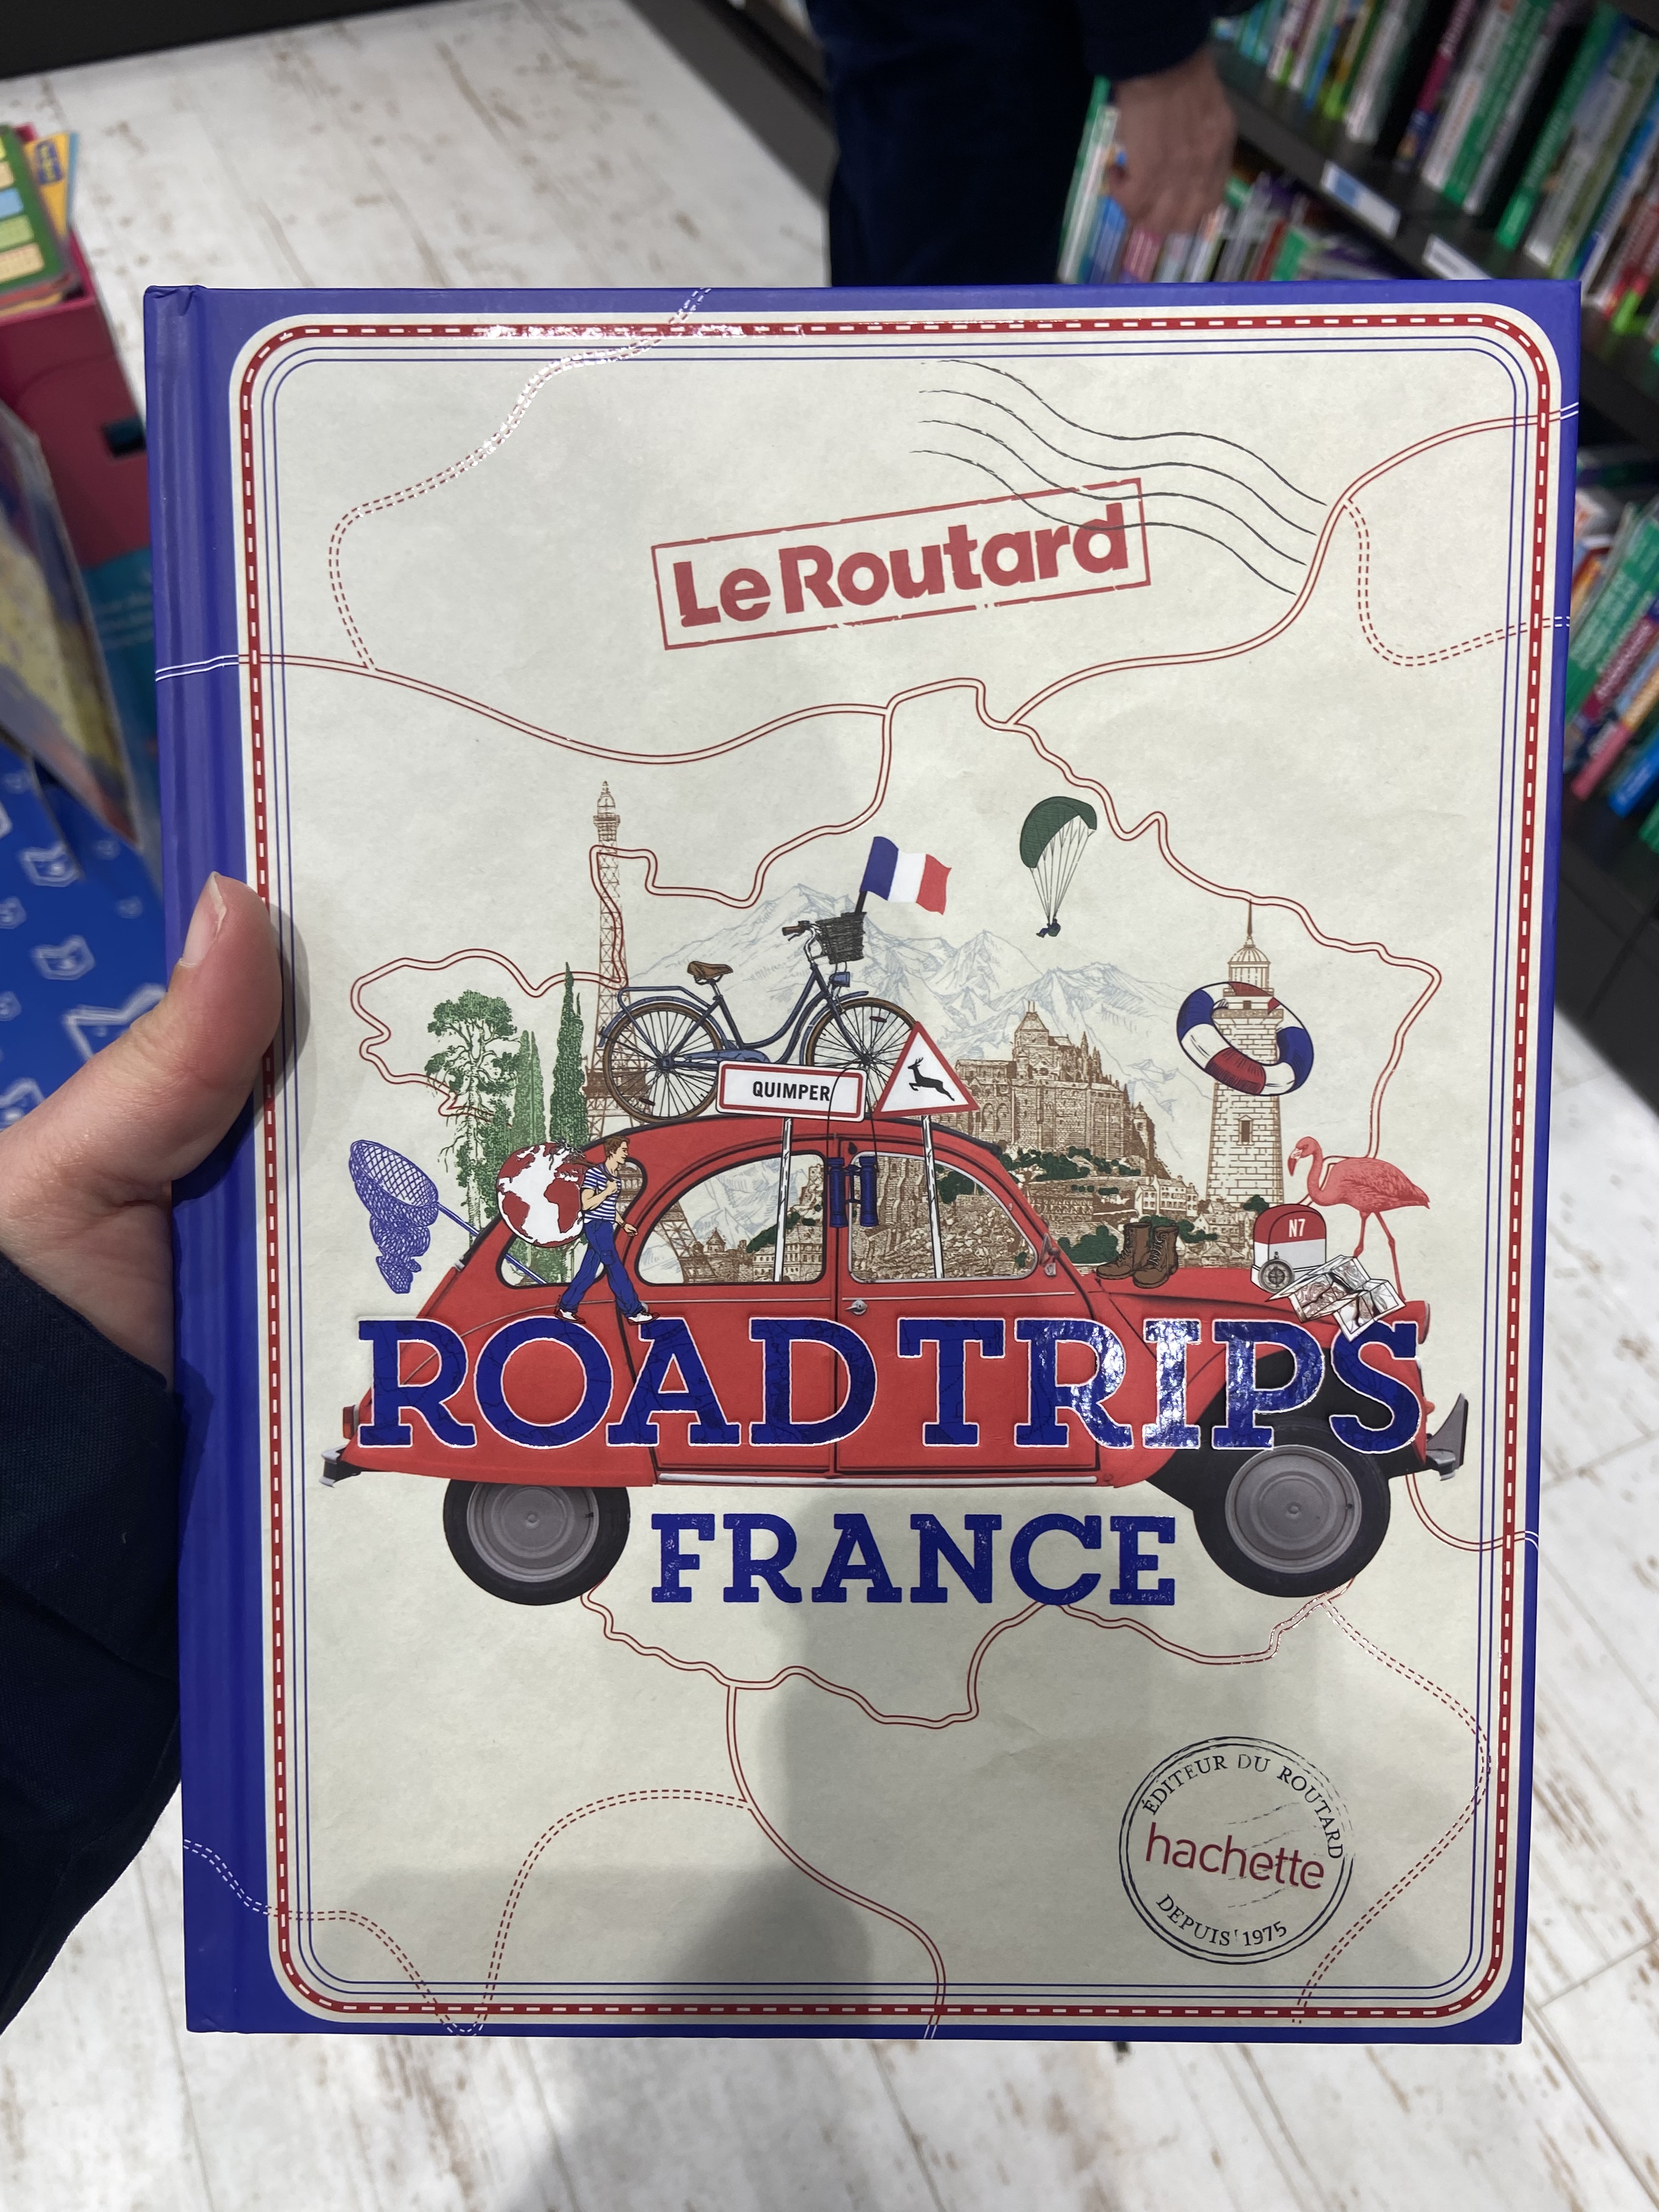 Le Routard
QUIMPER
N7
ROAD TRIPS
FRANCE
ÉDITEUR DU ROUTARD
hachette
DEPUIS 1975